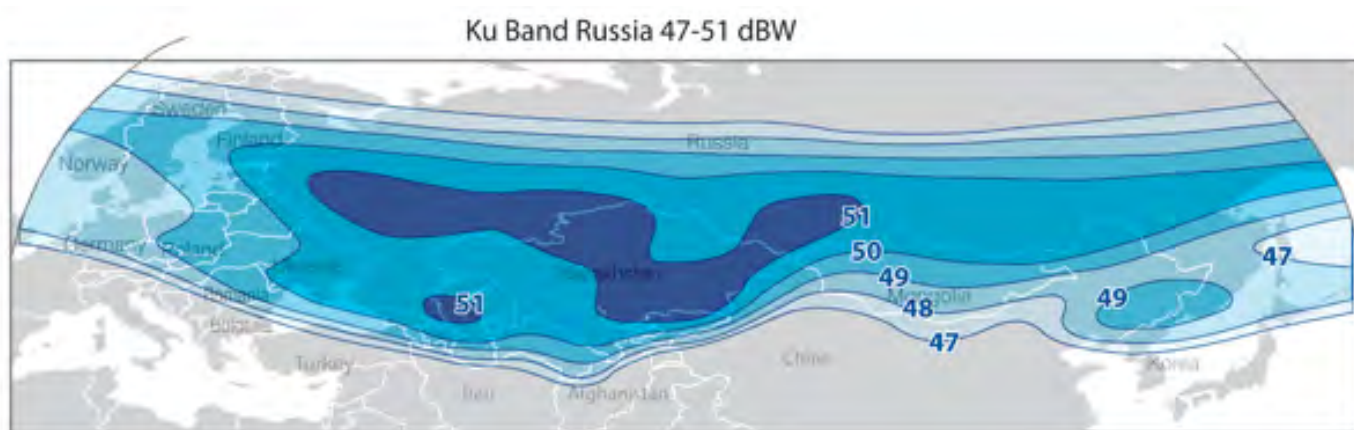 Ku Band Russia 47-51 dBW
Sweden
Finland
Norway
Russia
Germany
Poland
Romania
Turkey
Iran
Afghanistan
China
Mongolia
Korea
51
51
50
49
48
47
49
47